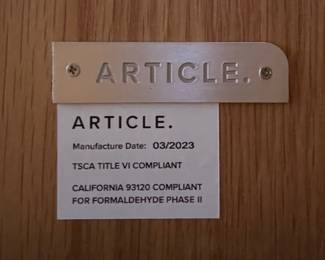 ARTICLE.
ARTICLE.
Manufacture Date: 03/2023
TSCA TITLE VI COMPLIANT
CALIFORNIA 93120 COMPLIANT
FOR FORMALDEHYDE PHASE II